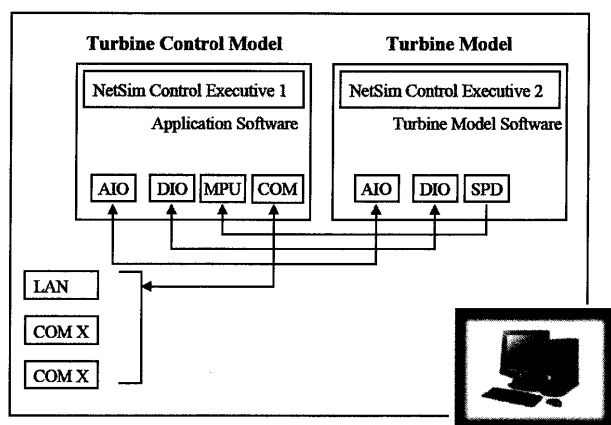 Turbine Control Model
Turbine Model
NetSim Control Executive 1
NetSim Control Executive 2
Application Software
Turbine Model Software
AIO
DIO
MPU
COM
AIO
DIO
SPD
LAN
COM X
COM X